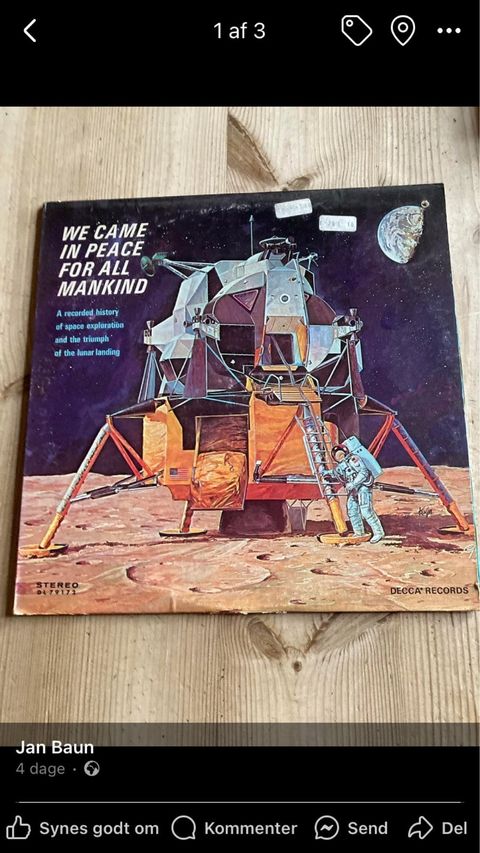 1 af 3
WE CAME
IN PEACE
FOR ALL
MANKIND
A recorded history
of space exploration
and the triumph
of the lunar landing
STEREO
DL 79173
DECCA® RECORDS
Jan Baun
4 dage ·
Synes godt om
Kommenter
Send
Del